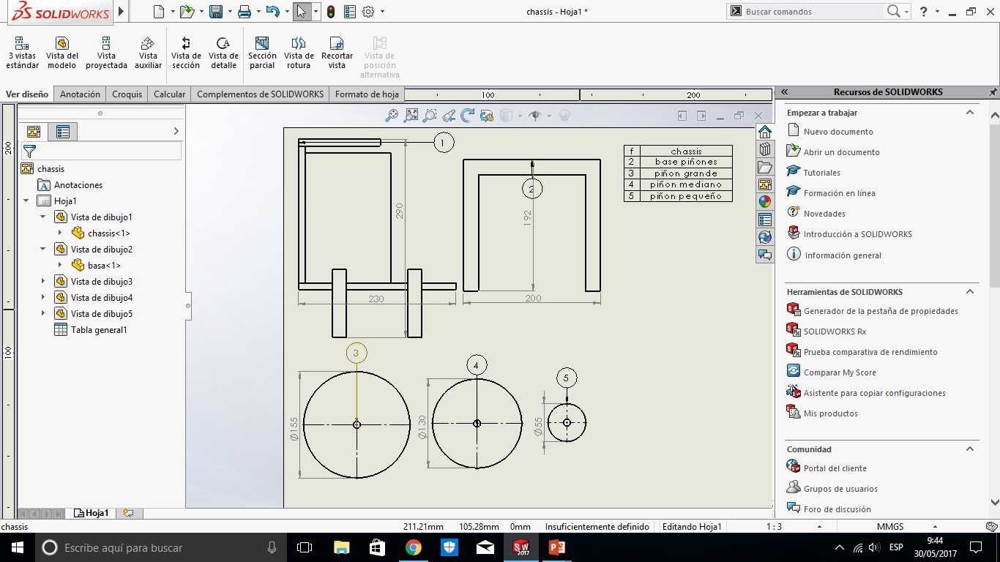 SOLIDWORKS
chassis - Hoja1 *
Buscar comandos
3 vistas estándar
Vista del modelo
Vista proyectada
Vista auxiliar
Vista de sección
Vista de detalle
Sección parcial
Vista de rotura
Recortar vista
Vista de posición alternativa
Ver diseño
Anotación
Croquis
Calcular
Complementos de SOLIDWORKS
Formato de hoja
100
200
200
100
chassis
Anotaciones
Hoja1
Vista de dibujo1
chassis<1>
Vista de dibujo2
basa<1>
Vista de dibujo3
Vista de dibujo4
Vista de dibujo5
Tabla general1
1
290
230
2
192
200
f chassis
2 base piñones
3 piñon grande
4 piñon mediano
5 piñon pequeño
3
Ø155
4
Ø130
5
Ø55
Recursos de SOLIDWORKS
Empezar a trabajar
Nuevo documento
Abrir un documento
Tutoriales
Formación en línea
Novedades
Introducción a SOLIDWORKS
Información general
Herramientas de SOLIDWORKS
Generador de la pestaña de propiedades
SOLIDWORKS Rx
Prueba comparativa de rendimiento
Comparar My Score
Asistente para copiar configuraciones
Mis productos
Comunidad
Portal del cliente
Grupos de usuarios
Foro de discusión
Hoja1
chassis
211.21mm 105.28mm 0mm Insuficientemente definido Editando Hoja1 1 : 3 MMGS
Escribe aquí para buscar
SW 2017
ESP
9:44
30/05/2017